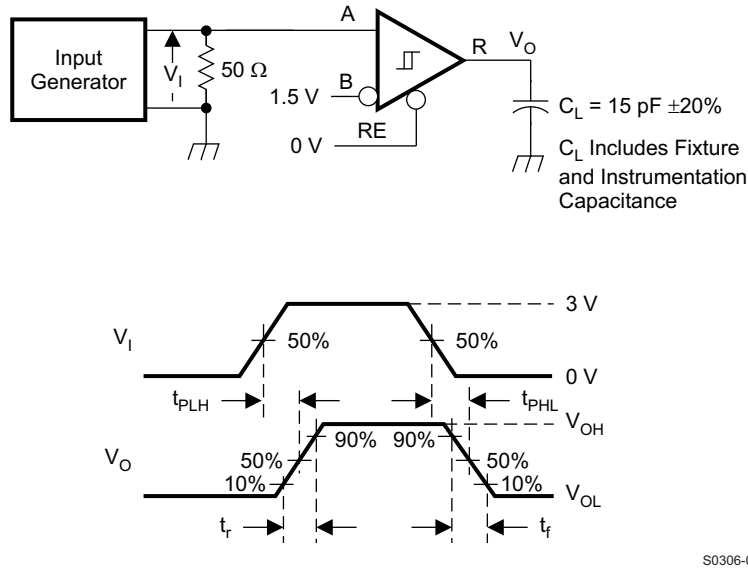 A
R
V_O
Input
Generator
V_I
50 Ω
B
1.5 V
C_L = 15 pF ±20%
RE
0 V
C_L Includes Fixture
and Instrumentation
Capacitance
3 V
V_I
50%
50%
0 V
t_PLH
t_PHL
V_OH
90%
90%
V_O
50%
50%
10%
10%
V_OL
t_r
t_f